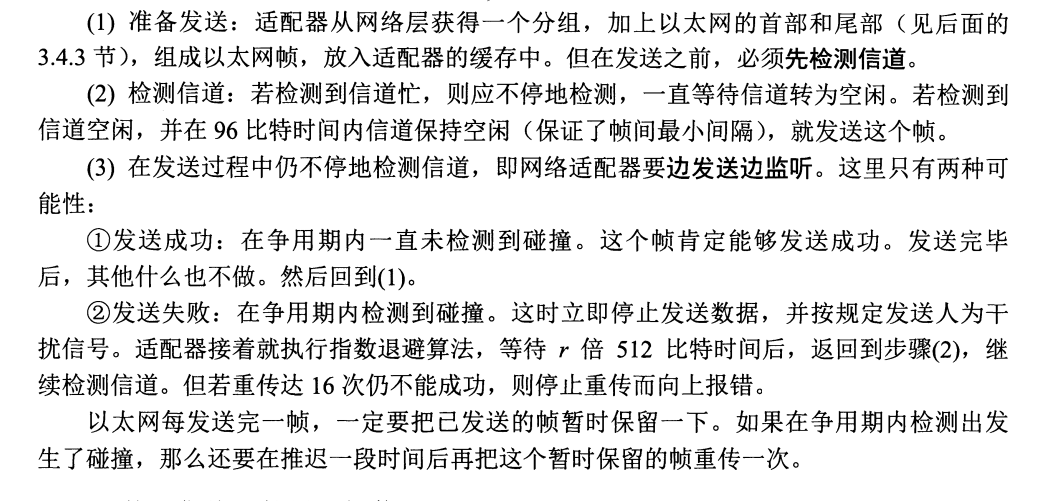 (1) 准备发送：适配器从网络层获得一个分组，加上以太网的首部和尾部（见后面的
3.4.3 节），组成以太网帧，放入适配器的缓存中。但在发送之前，必须先检测信道。
(2) 检测信道：若检测到信道忙，则应不停地检测，一直等待信道转为空闲。若检测到
信道空闲，并在 96 比特时间内信道保持空闲（保证了帧间最小间隔），就发送这个帧。
(3) 在发送过程中仍不停地检测信道，即网络适配器要边发送边监听。这里只有两种可
能性：
①发送成功：在争用期内一直未检测到碰撞。这个帧肯定能够发送成功。发送完毕
后，其他什么也不做。然后回到(1)。
②发送失败：在争用期内检测到碰撞。这时立即停止发送数据，并按规定发送人为干
扰信号。适配器接着就执行指数退避算法，等待 r 倍 512 比特时间后，返回到步骤(2)，继
续检测信道。但若重传达 16 次仍不能成功，则停止重传而向上报错。
以太网每发送完一帧，一定要把已发送的帧暂时保留一下。如果在争用期内检测出发
生了碰撞，那么还要在推迟一段时间后再把这个暂时保留的帧重传一次。